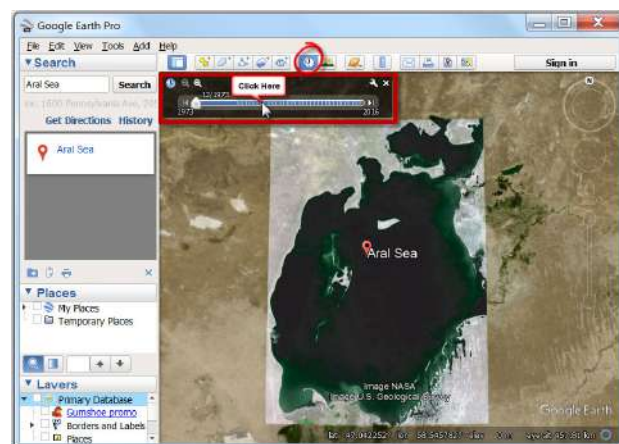 Google Earth Pro
File Edit View Tools Add Help
Search
Sign in
Aral Sea
Search
Get Directions History
Aral Sea
Click Here
12/1973
1973
2016
Aral Sea
Places
My Places
Temporary Places
Layers
Primary Database
Gumshoe promo
Borders and Labels
Places
Image NASA
Image U.S. Geological Survey
Google Earth